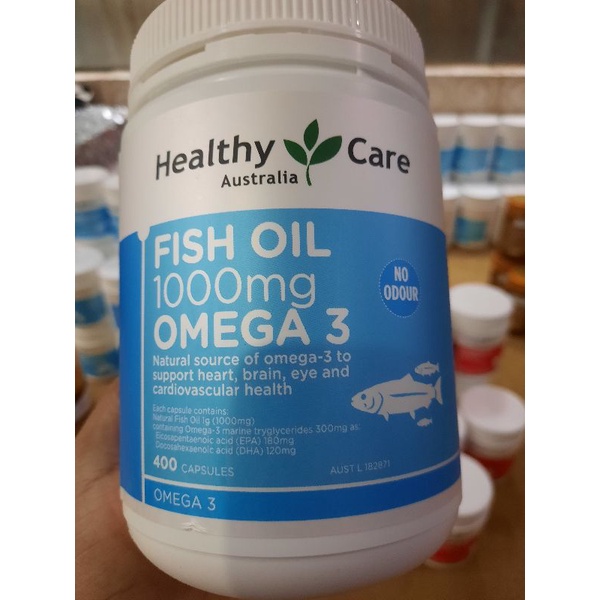 Healthy Care
Australia
FISH OIL
1000mg
OMEGA 3
NO
ODOUR
Natural source of omega-3 to
support heart, brain, eye and
cardiovascular health
Each capsule contains:
Natural Fish Oil 1g (1000mg)
containing Omega-3 marine tryglycerides 300mg as:
Eicosapentaenoic acid (EPA) 180mg
Docosahexaenoic acid (DHA) 120mg
400 CAPSULES
AUST L 182871
OMEGA 3